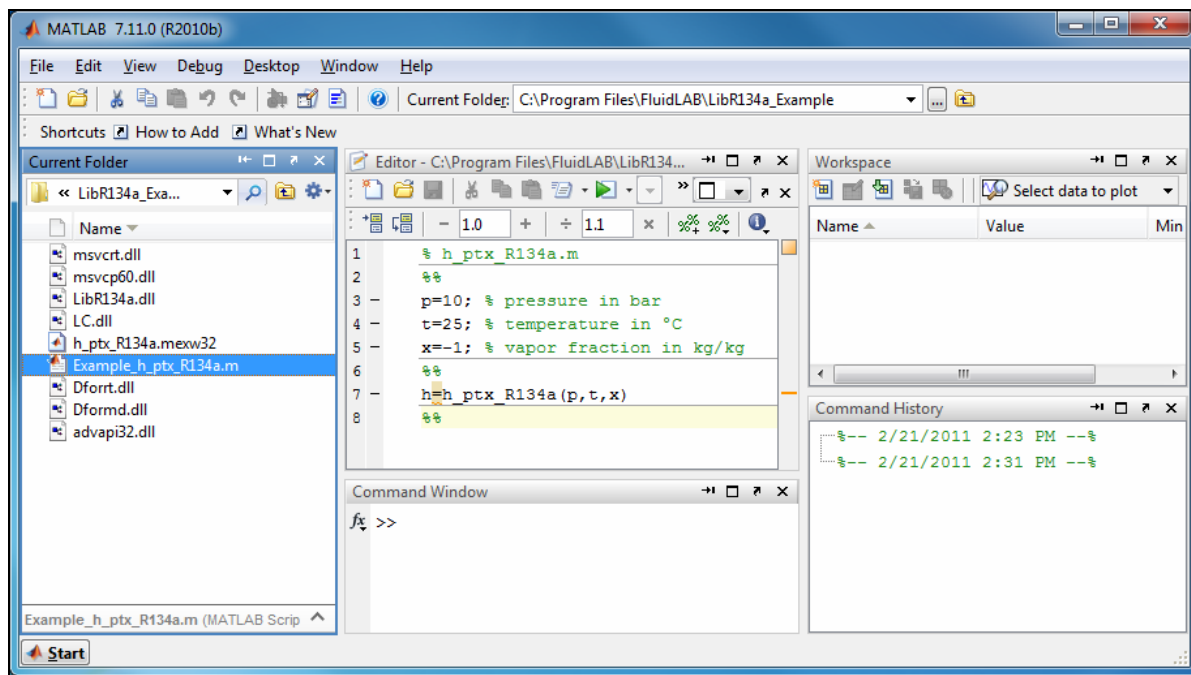 MATLAB 7.11.0 (R2010b)
File Edit View Debug Desktop Window Help
Current Folder: C:\Program Files\FluidLAB\LibR134a_Example
Shortcuts How to Add What's New
Current Folder
« LibR134a_Exa...
Name
msvcrt.dll
msvcp60.dll
LibR134a.dll
LC.dll
h_ptx_R134a.mexw32
Example_h_ptx_R134a.m
Dforrt.dll
Dformd.dll
advapi32.dll
Example_h_ptx_R134a.m (MATLAB Scrip
Editor - C:\Program Files\FluidLAB\LibR134...
− 1.0 + ÷ 1.1 ×
1 % h_ptx_R134a.m
2 %%
3 − p=10; % pressure in bar
4 − t=25; % temperature in °C
5 − x=-1; % vapor fraction in kg/kg
6 %%
7 − h=h_ptx_R134a(p,t,x)
8 %%
Command Window
fx >>
Workspace
Select data to plot
Name Value Min
Command History
%-- 2/21/2011 2:23 PM --%
%-- 2/21/2011 2:31 PM --%
Start